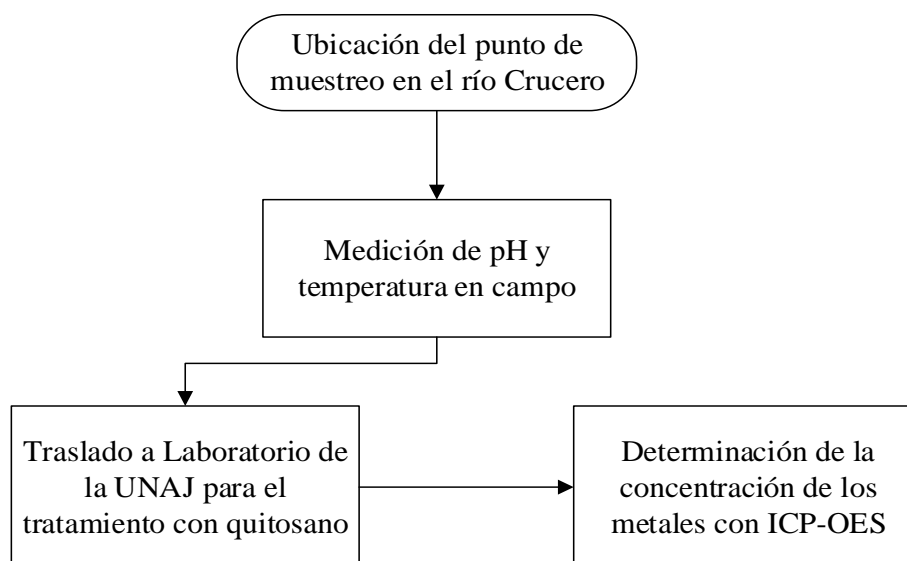 Ubicación del punto de
muestreo en el río Crucero
Medición de pH y
temperatura en campo
Traslado a Laboratorio de
la UNAJ para el
tratamiento con quitosano
Determinación de la
concentración de los
metales con ICP-OES